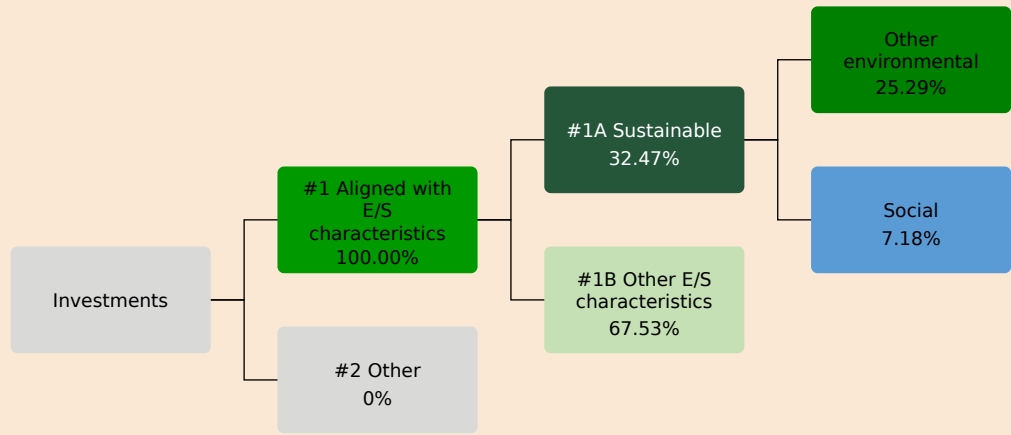 Investments
#1 Aligned with
E/S
characteristics
100.00%
#2 Other
0%
#1A Sustainable
32.47%
#1B Other E/S
characteristics
67.53%
Other
environmental
25.29%
Social
7.18%